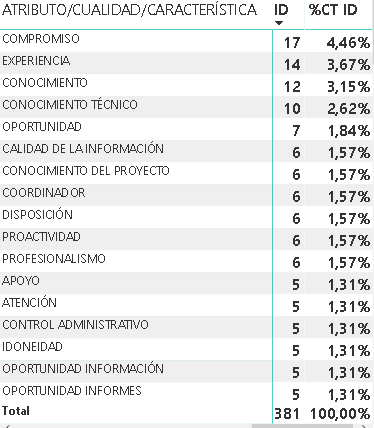 ATRIBUTO/CUALIDAD/CARACTERÍSTICA ID %CT ID
COMPROMISO 17 4,46%
EXPERIENCIA 14 3,67%
CONOCIMIENTO 12 3,15%
CONOCIMIENTO TÉCNICO 10 2,62%
OPORTUNIDAD 7 1,84%
CALIDAD DE LA INFORMACIÓN 6 1,57%
CONOCIMIENTO DEL PROYECTO 6 1,57%
COORDINADOR 6 1,57%
DISPOSICIÓN 6 1,57%
PROACTIVIDAD 6 1,57%
PROFESIONALISMO 6 1,57%
APOYO 5 1,31%
ATENCIÓN 5 1,31%
CONTROL ADMINISTRATIVO 5 1,31%
IDONEIDAD 5 1,31%
OPORTUNIDAD INFORMACIÓN 5 1,31%
OPORTUNIDAD INFORMES 5 1,31%
Total 381 100,00%